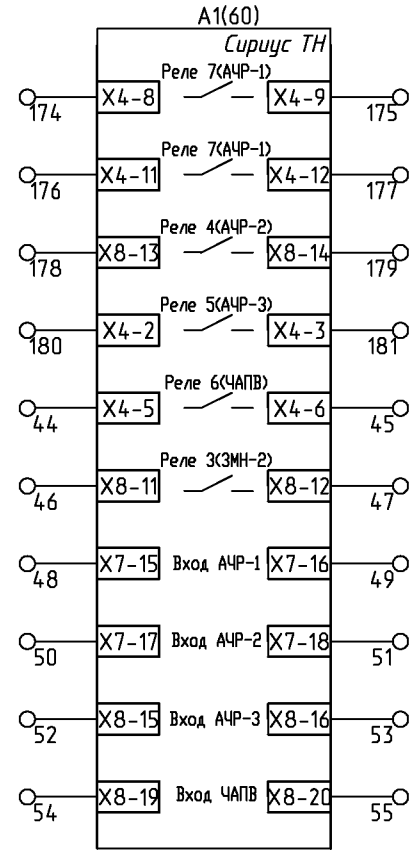 А1(60)
Сириус ТН
Реле 7(АЧР-1)
174 X4-8 X4-9 175
Реле 7(АЧР-1)
176 X4-11 X4-12 177
Реле 4(АЧР-2)
178 X8-13 X8-14 179
Реле 5(АЧР-3)
180 X4-2 X4-3 181
Реле 6(ЧАПВ)
44 X4-5 X4-6 45
Реле 3(ЗМН-2)
46 X8-11 X8-12 47
48 X7-15 Вход АЧР-1 X7-16 49
50 X7-17 Вход АЧР-2 X7-18 51
52 X8-15 Вход АЧР-3 X8-16 53
54 X8-19 Вход ЧАПВ X8-20 55